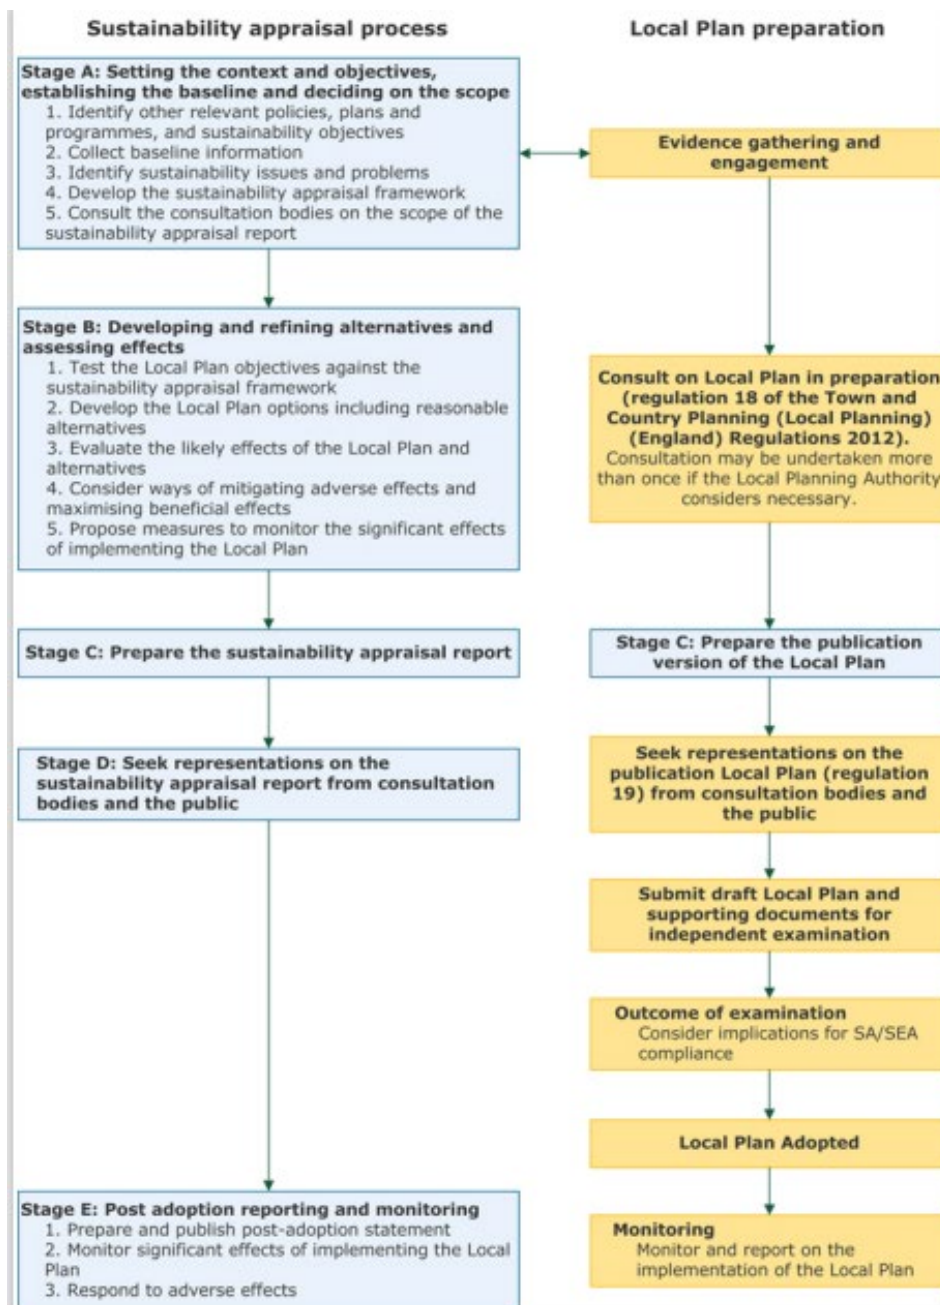 Sustainability appraisal process
Stage A: Setting the context and objectives,
establishing the baseline and deciding on the scope
1. Identify other relevant policies, plans and
programmes, and sustainability objectives
2. Collect baseline information
3. Identify sustainability issues and problems
4. Develop the sustainability appraisal framework
5. Consult the consultation bodies on the scope of the
sustainability appraisal report
Stage B: Developing and refining alternatives and
assessing effects
1. Test the Local Plan objectives against the
sustainability appraisal framework
2. Develop the Local Plan options including reasonable
alternatives
3. Evaluate the likely effects of the Local Plan and
alternatives
4. Consider ways of mitigating adverse effects and
maximising beneficial effects
5. Propose measures to monitor the significant effects
of implementing the Local Plan
Stage C: Prepare the sustainability appraisal report
Stage D: Seek representations on the
sustainability appraisal report from consultation
bodies and the public
Stage E: Post adoption reporting and monitoring
1. Prepare and publish post-adoption statement
2. Monitor significant effects of implementing the Local
Plan
3. Respond to adverse effects
Local Plan preparation
Evidence gathering and
engagement
Consult on Local Plan in preparation
(regulation 18 of the Town and
Country Planning (Local Planning)
(England) Regulations 2012).
Consultation may be undertaken more
than once if the Local Planning Authority
considers necessary.
Stage C: Prepare the publication
version of the Local Plan
Seek representations on the
publication Local Plan (regulation
19) from consultation bodies and
the public
Submit draft Local Plan and
supporting documents for
independent examination
Outcome of examination
Consider implications for SA/SEA
compliance
Local Plan Adopted
Monitoring
Monitor and report on the
implementation of the Local Plan